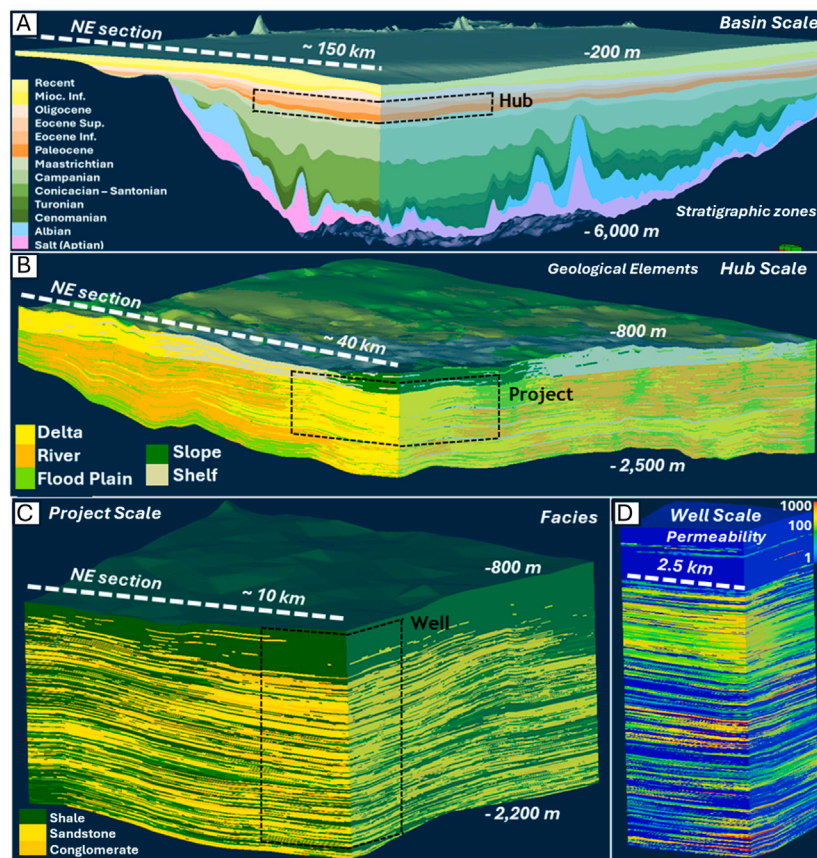 A
NE section
~ 150 km
-200 m
Basin Scale
Hub
Recent
Mioc. Inf.
Oligocene
Eocene Sup.
Eocene Inf.
Paleocene
Maastrichtian
Campanian
Conicacian – Santonian
Turonian
Cenomanian
Albian
Salt (Aptian)
Stratigraphic zones
- 6,000 m
B
NE section
~ 40 km
Geological Elements
Hub Scale
-800 m
Project
Delta
River
Flood Plain
Slope
Shelf
- 2,500 m
C
Project Scale
Facies
NE section
~ 10 km
-800 m
Well
Shale
Sandstone
Conglomerate
- 2,200 m
D
Well Scale
Permeability
2.5 km
1000
100
1